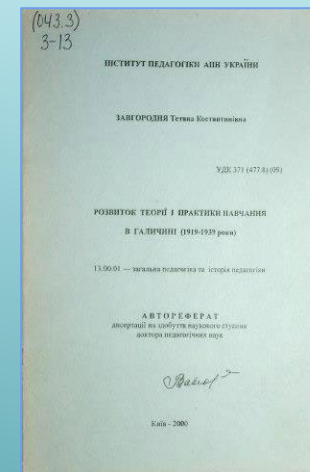 (043.3)
З-13
ІНСТИТУТ ПЕДАГОГІКИ АПН УКРАЇНИ
ЗАВГОРОДНЯ Тетяна Костянтинівна
УДК 371 (477.8) (09)
РОЗВИТОК ТЕОРІЇ І ПРАКТИКИ НАВЧАННЯ
В ГАЛИЧИНІ (1919-1939 роки)
13.00.01 — загальна педагогіка та історія педагогіки
АВТОРЕФЕРАТ
дисертації на здобуття наукового ступеня
доктора педагогічних наук
Київ - 2000